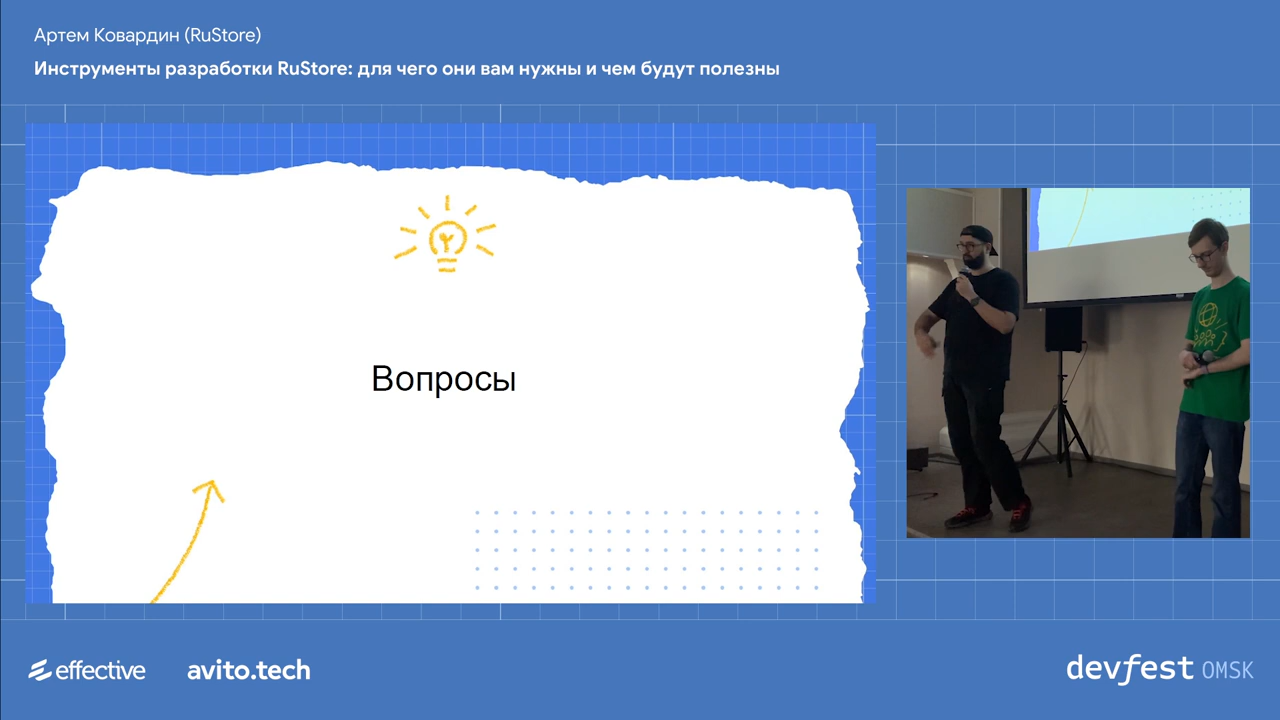 Артем Ковардин (RuStore)
Инструменты разработки RuStore: для чего они вам нужны и чем будут полезны
Вопросы
effective
avito.tech
devfest OMSK